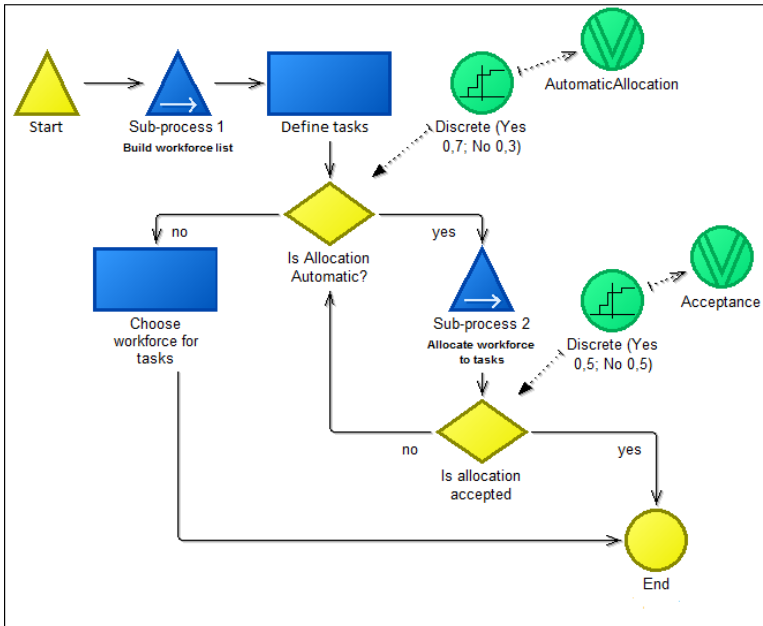 AutomaticAllocation
Start
Sub-process 1
Build workforce list
Define tasks
Discrete (Yes
0,7; No 0,3)
no
yes
Is Allocation
Automatic?
Acceptance
Choose
workforce for
tasks
Sub-process 2
Allocate workforce
to tasks
Discrete (Yes
0,5; No 0,5)
no
yes
Is allocation
accepted
End